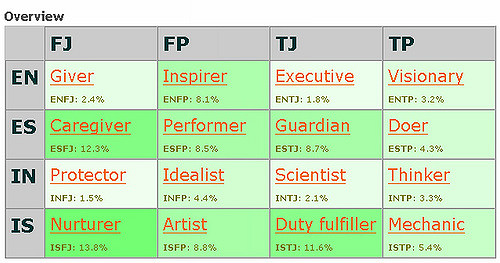 Overview
FJ FP TJ TP
EN Giver Inspirer Executive Visionary
ENFJ: 2.4% ENFP: 8.1% ENTJ: 1.8% ENTP: 3.2%
ES Caregiver Performer Guardian Doer
ESFJ: 12.3% ESFP: 8.5% ESTJ: 8.7% ESTP: 4.3%
IN Protector Idealist Scientist Thinker
INFJ: 1.5% INFP: 4.4% INTJ: 2.1% INTP: 3.3%
IS Nurturer Artist Duty fulfiller Mechanic
ISFJ: 13.8% ISFP: 8.8% ISTJ: 11.6% ISTP: 5.4%